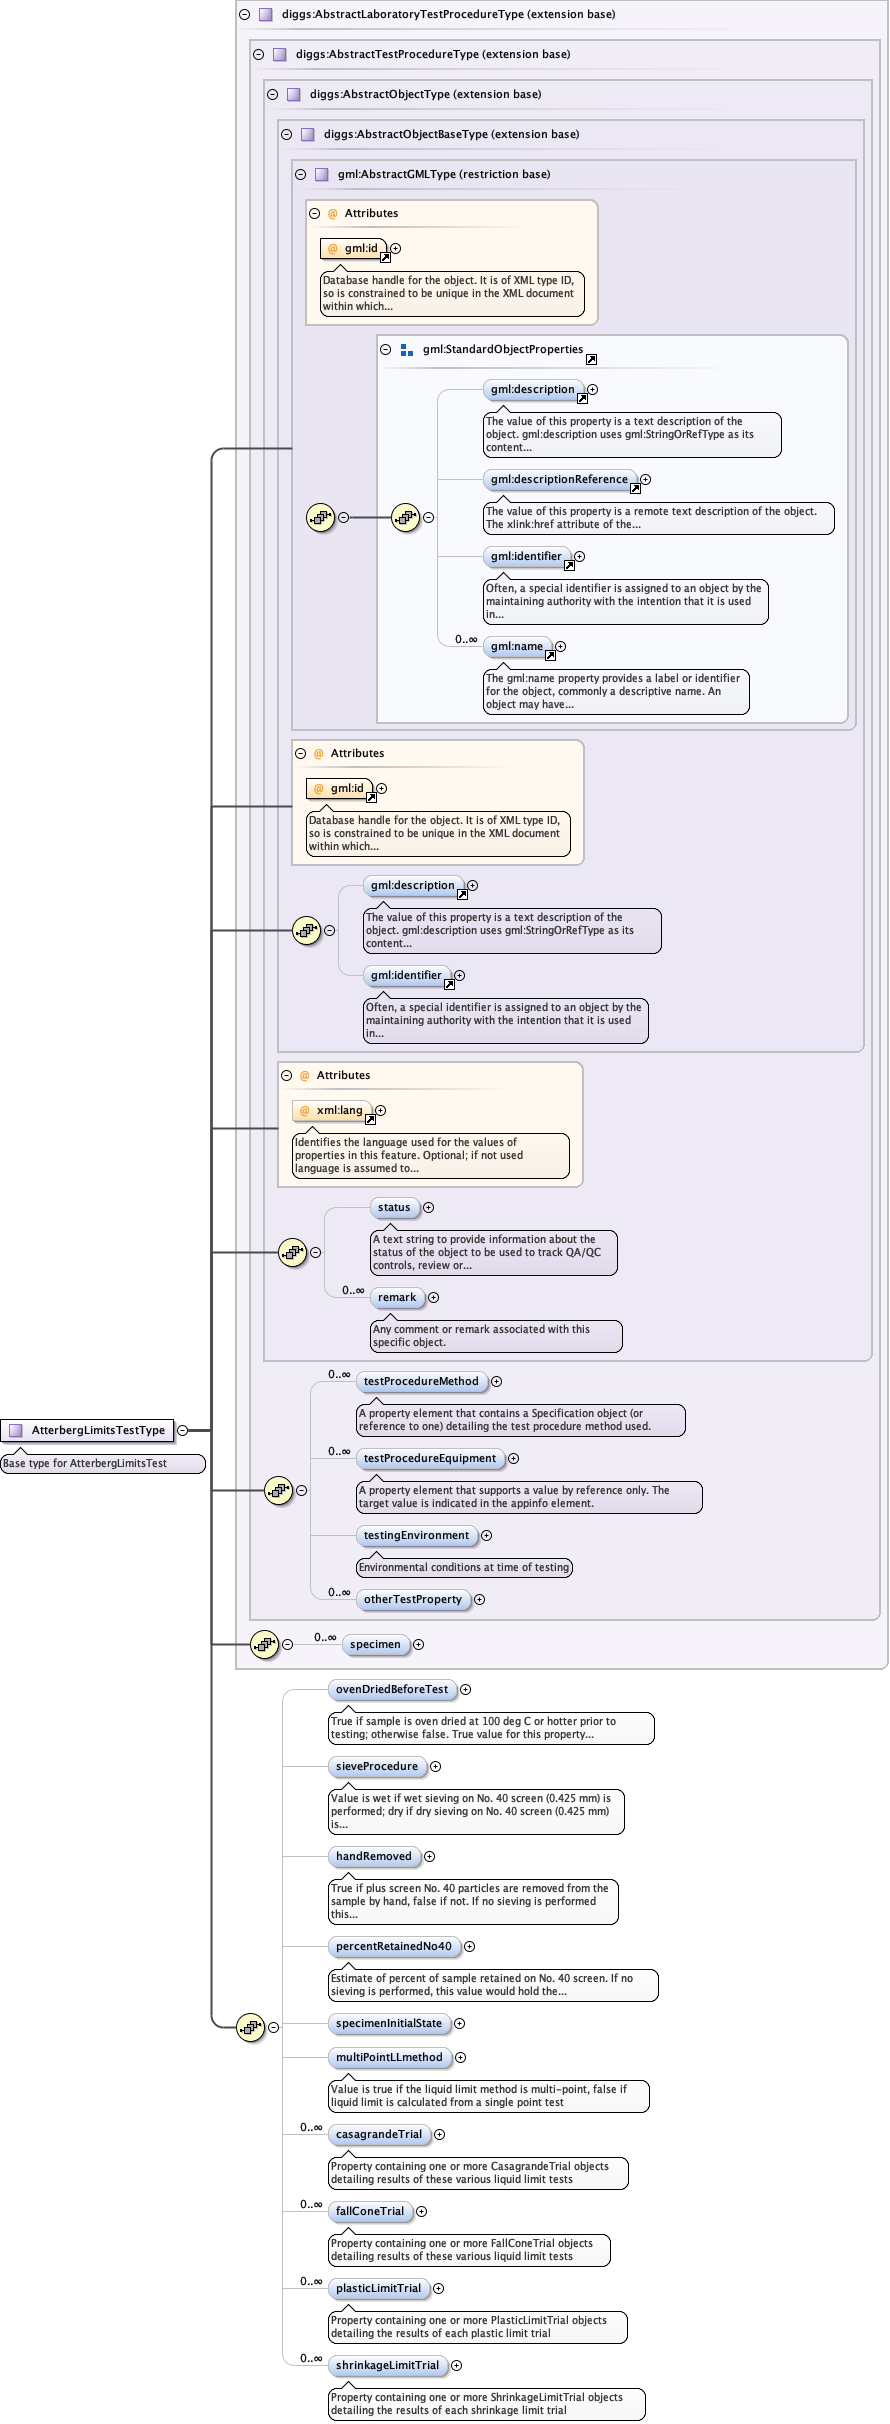 diggs:AbstractLaboratoryTestProcedureType (extension base)
diggs:AbstractTestProcedureType (extension base)
diggs:AbstractObjectType (extension base)
diggs:AbstractObjectBaseType (extension base)
gml:AbstractGMLType (restriction base)
@ Attributes
@ gml:id
Database handle for the object. It is of XML type ID,
so is constrained to be unique in the XML document
within which...
gml:StandardObjectProperties
gml:description
The value of this property is a text description of the
object. gml:description uses gml:StringOrRefType as its
content...
gml:descriptionReference
The value of this property is a remote text description of the object.
The xlink:href attribute of the...
gml:identifier
Often, a special identifier is assigned to an object by the
maintaining authority with the intention that it is used
in...
0..∞ gml:name
The gml:name property provides a label or identifier
for the object, commonly a descriptive name. An
object may have...
@ Attributes
@ gml:id
Database handle for the object. It is of XML type ID,
so is constrained to be unique in the XML document
within which...
gml:description
The value of this property is a text description of the
object. gml:description uses gml:StringOrRefType as its
content...
gml:identifier
Often, a special identifier is assigned to an object by the
maintaining authority with the intention that it is used
in...
@ Attributes
@ xml:lang
Identifies the language used for the values of
properties in this feature. Optional; if not used
language is assumed to...
status
A text string to provide information about the
status of the object to be used to track QA/QC
controls, review or...
0..∞ remark
Any comment or remark associated with this
specific object.
0..∞ testProcedureMethod
A property element that contains a Specification object (or
reference to one) detailing the test procedure method used.
AtterbergLimitsTestType
Base type for AtterbergLimitsTest
0..∞ testProcedureEquipment
A property element that supports a value by reference only. The
target value is indicated in the appinfo element.
testingEnvironment
Environmental conditions at time of testing
0..∞ otherTestProperty
0..∞ specimen
ovenDriedBeforeTest
True if sample is oven dried at 100 deg C or hotter prior to
testing; otherwise false. True value for this property...
sieveProcedure
Value is wet if wet sieving on No. 40 screen (0.425 mm) is
performed; dry if dry sieving on No. 40 screen (0.425 mm)
is...
handRemoved
True if plus screen No. 40 particles are removed from the
sample by hand, false if not. If no sieving is performed
this...
percentRetainedNo40
Estimate of percent of sample retained on No. 40 screen. If no
sieving is performed, this value would hold the...
specimenInitialState
multiPointLLmethod
Value is true if the liquid limit method is multi-point, false if
liquid limit is calculated from a single point test
0..∞ casagrandeTrial
Property containing one or more CasagrandeTrial objects
detailing results of these various liquid limit tests
0..∞ fallConeTrial
Property containing one or more FallConeTrial objects
detailing results of these various liquid limit tests
0..∞ plasticLimitTrial
Property containing one or more PlasticLimitTrial objects
detailing the results of each plastic limit trial
0..∞ shrinkageLimitTrial
Property containing one or more ShrinkageLimitTrial objects
detailing the results of each shrinkage limit trial